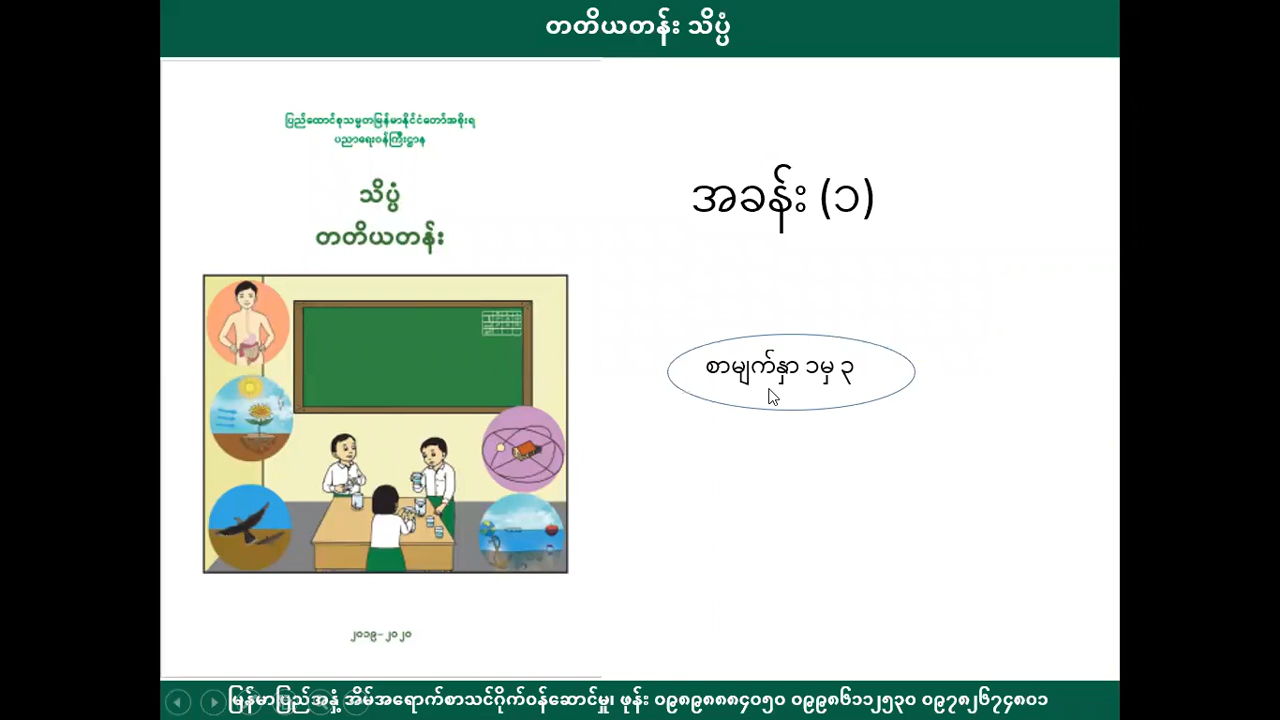 တတိယတန်း သိပ္ပံ
ပြည်ထောင်စုသမ္မတမြန်မာနိုင်ငံတော်အစိုးရ
ပညာရေးဝန်ကြီးဌာန
သိပ္ပံ
တတိယတန်း
၂၀၁၉-၂၀၂၀
အခန်း (၁)
စာမျက်နှာ ၁မှ ၃
မြန်မာပြည်အနှံ့ အိမ်အရောက်စာသင်ဂိုက်ဝန်ဆောင်မှု၊ ဖုန်း ၀၉၈၉၈၈၈၄၀၅၀ ၀၉၉၈၆၁၁၂၅၃၀ ၀၉၇၈၂၆၇၄၈၀၁